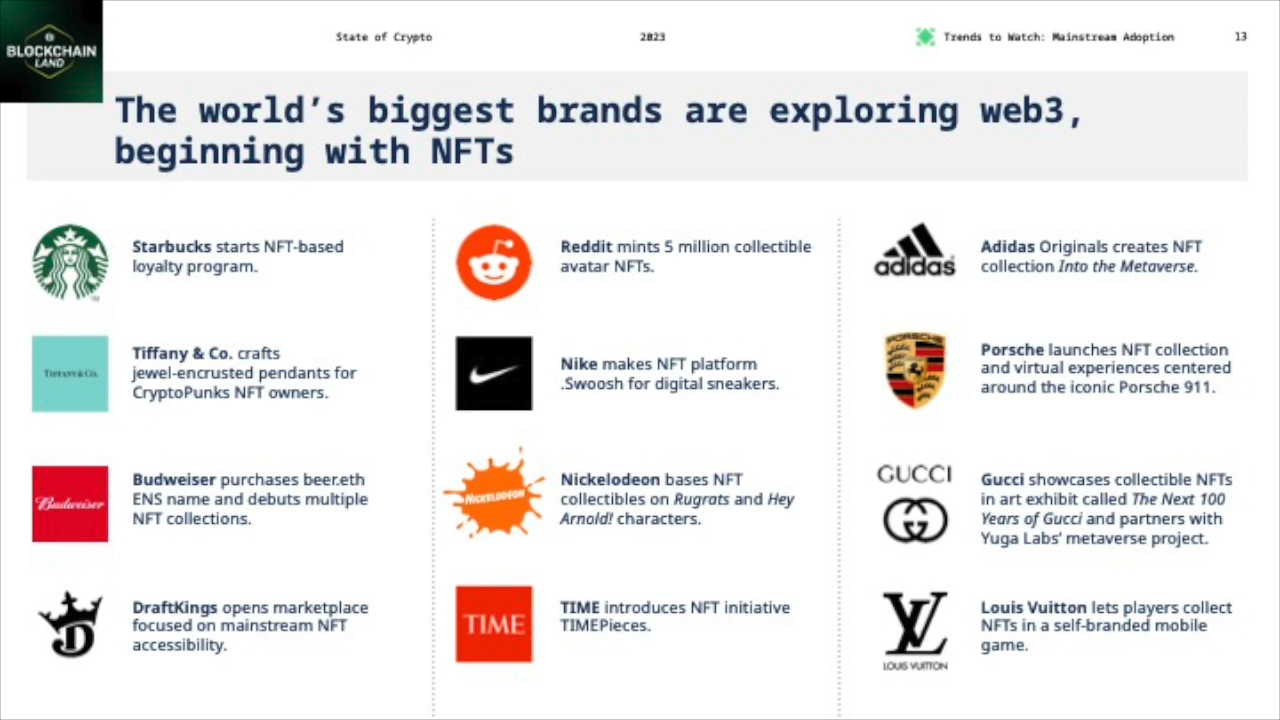 BLOCKCHAIN
LAND
State of Crypto
2023
Trends to Watch: Mainstream Adoption
13
The world's biggest brands are exploring web3,
beginning with NFTs
Starbucks starts NFT-based
loyalty program.
TIFFANY & CO.
Tiffany & Co. crafts
jewel-encrusted pendants for
CryptoPunks NFT owners.
Budweiser
Budweiser purchases beer.eth
ENS name and debuts multiple
NFT collections.
D
DraftKings opens marketplace
focused on mainstream NFT
accessibility.
Reddit mints 5 million collectible
avatar NFTs.
Nike makes NFT platform
.Swoosh for digital sneakers.
NICKELODEON
Nickelodeon bases NFT
collectibles on Rugrats and Hey
Arnold! characters.
TIME
TIME introduces NFT initiative
TIMEPieces.
adidas
Adidas Originals creates NFT
collection Into the Metaverse.
PORSCHE
Porsche launches NFT collection
and virtual experiences centered
around the iconic Porsche 911.
GUCCI
Gucci showcases collectible NFTs
in art exhibit called The Next 100
Years of Gucci and partners with
Yuga Labs' metaverse project.
LV
LOUIS VUITTON
Louis Vuitton lets players collect
NFTs in a self-branded mobile
game.